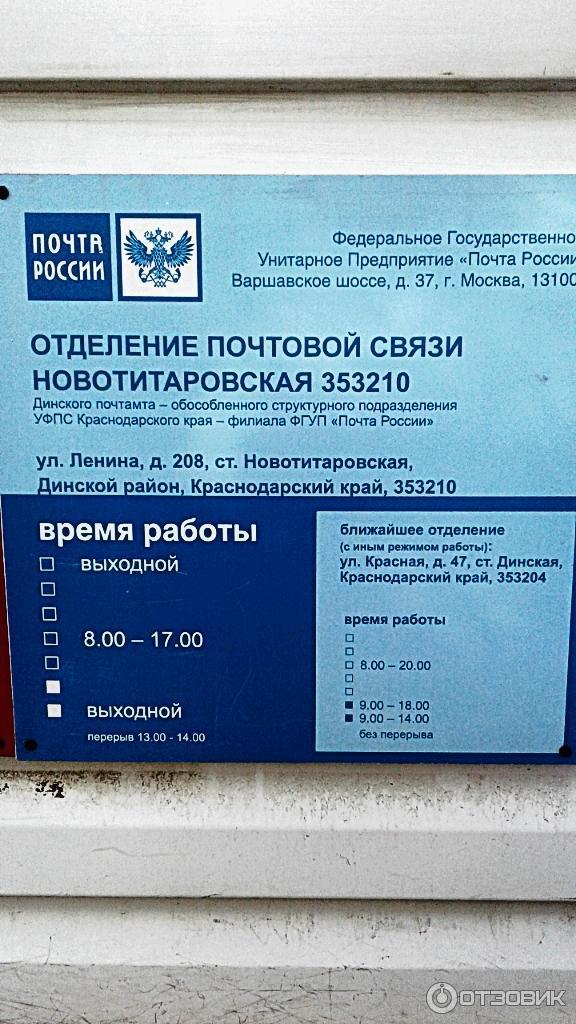 ПОЧТА
РОССИИ
Федеральное Государственно
Унитарное Предприятие «Почта России
Варшавское шоссе, д. 37, г. Москва, 13100
ОТДЕЛЕНИЕ ПОЧТОВОЙ СВЯЗИ
НОВОТИТАРОВСКАЯ 353210
Динского почтамта – обособленного структурного подразделения
УФПС Краснодарского края – филиала ФГУП «Почта России»
ул. Ленина, д. 208, ст. Новотитаровская,
Динской район, Краснодарский край, 353210
время работы
выходной
8.00 – 17.00
выходной
перерыв 13.00 - 14.00
ближайшее отделение
(с иным режимом работы):
ул. Красная, д. 47, ст. Динская,
Краснодарский край, 353204
время работы
8.00 – 20.00
9.00 – 18.00
9.00 – 14.00
без перерыва
ОТЗОВИК